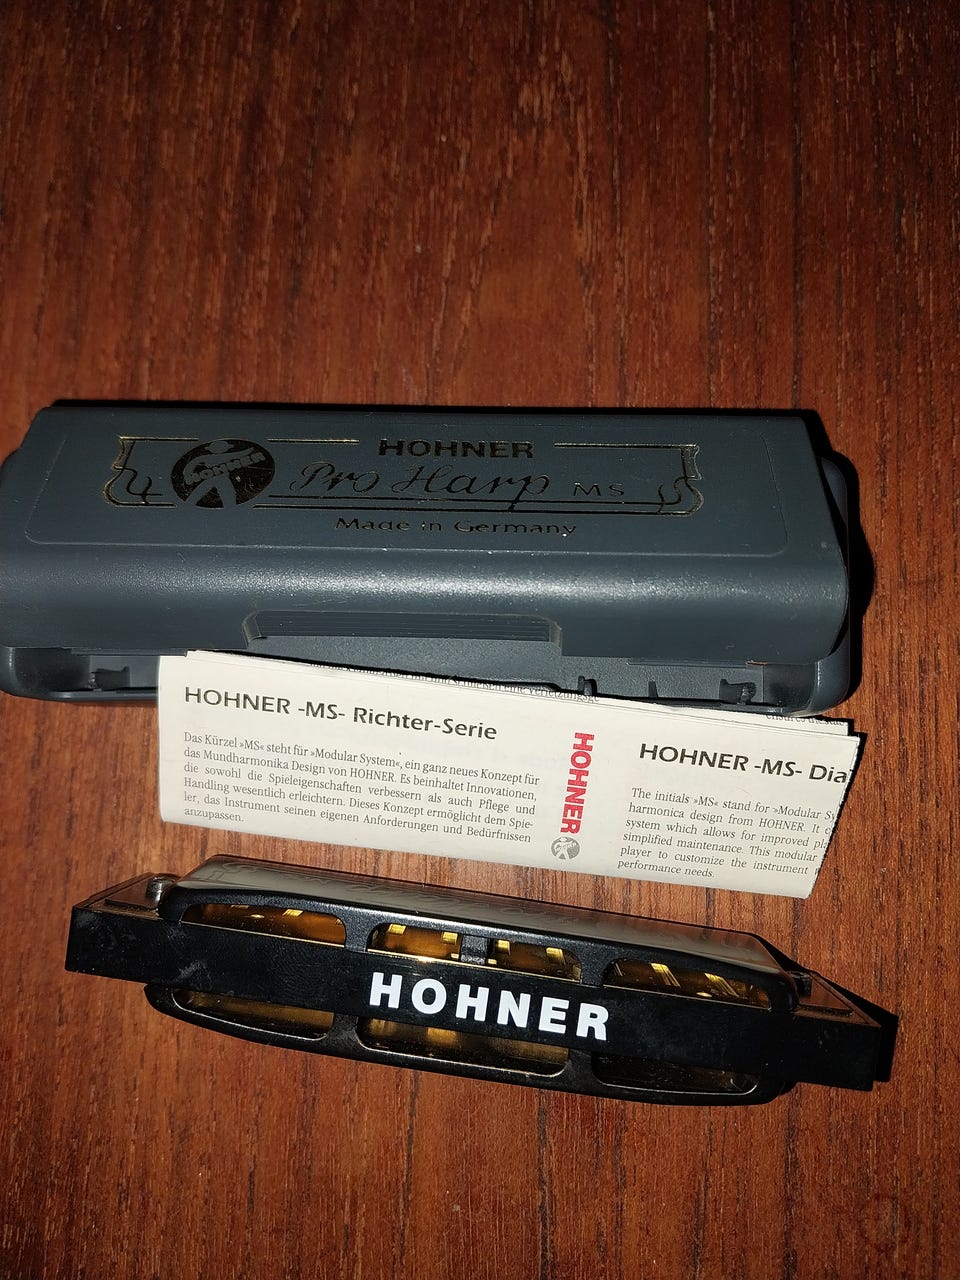 HOHNER
HOHNER
Pro Harp MS
Made in Germany
HOHNER -MS- Richter-Serie
Das Kürzel »MS« steht für »Modular System«, ein ganz neues Konzept für
das Mundharmonika Design von HOHNER. Es beinhaltet Innovationen,
die sowohl die Spieleigenschaften verbessern als auch Pflege und
Handling wesentlich erleichtern. Dieses Konzept ermöglicht dem Spie-
ler, das Instrument seinen eigenen Anforderungen und Bedürfnissen
anzupassen.
HOHNER
HOHNER -MS- Dia
The initials »MS« stand for »Modular Sy
harmonica design from HOHNER. It c
system which allows for improved pla
simplified maintenance. This modular
player to customize the instrument
performance needs.
HOHNER